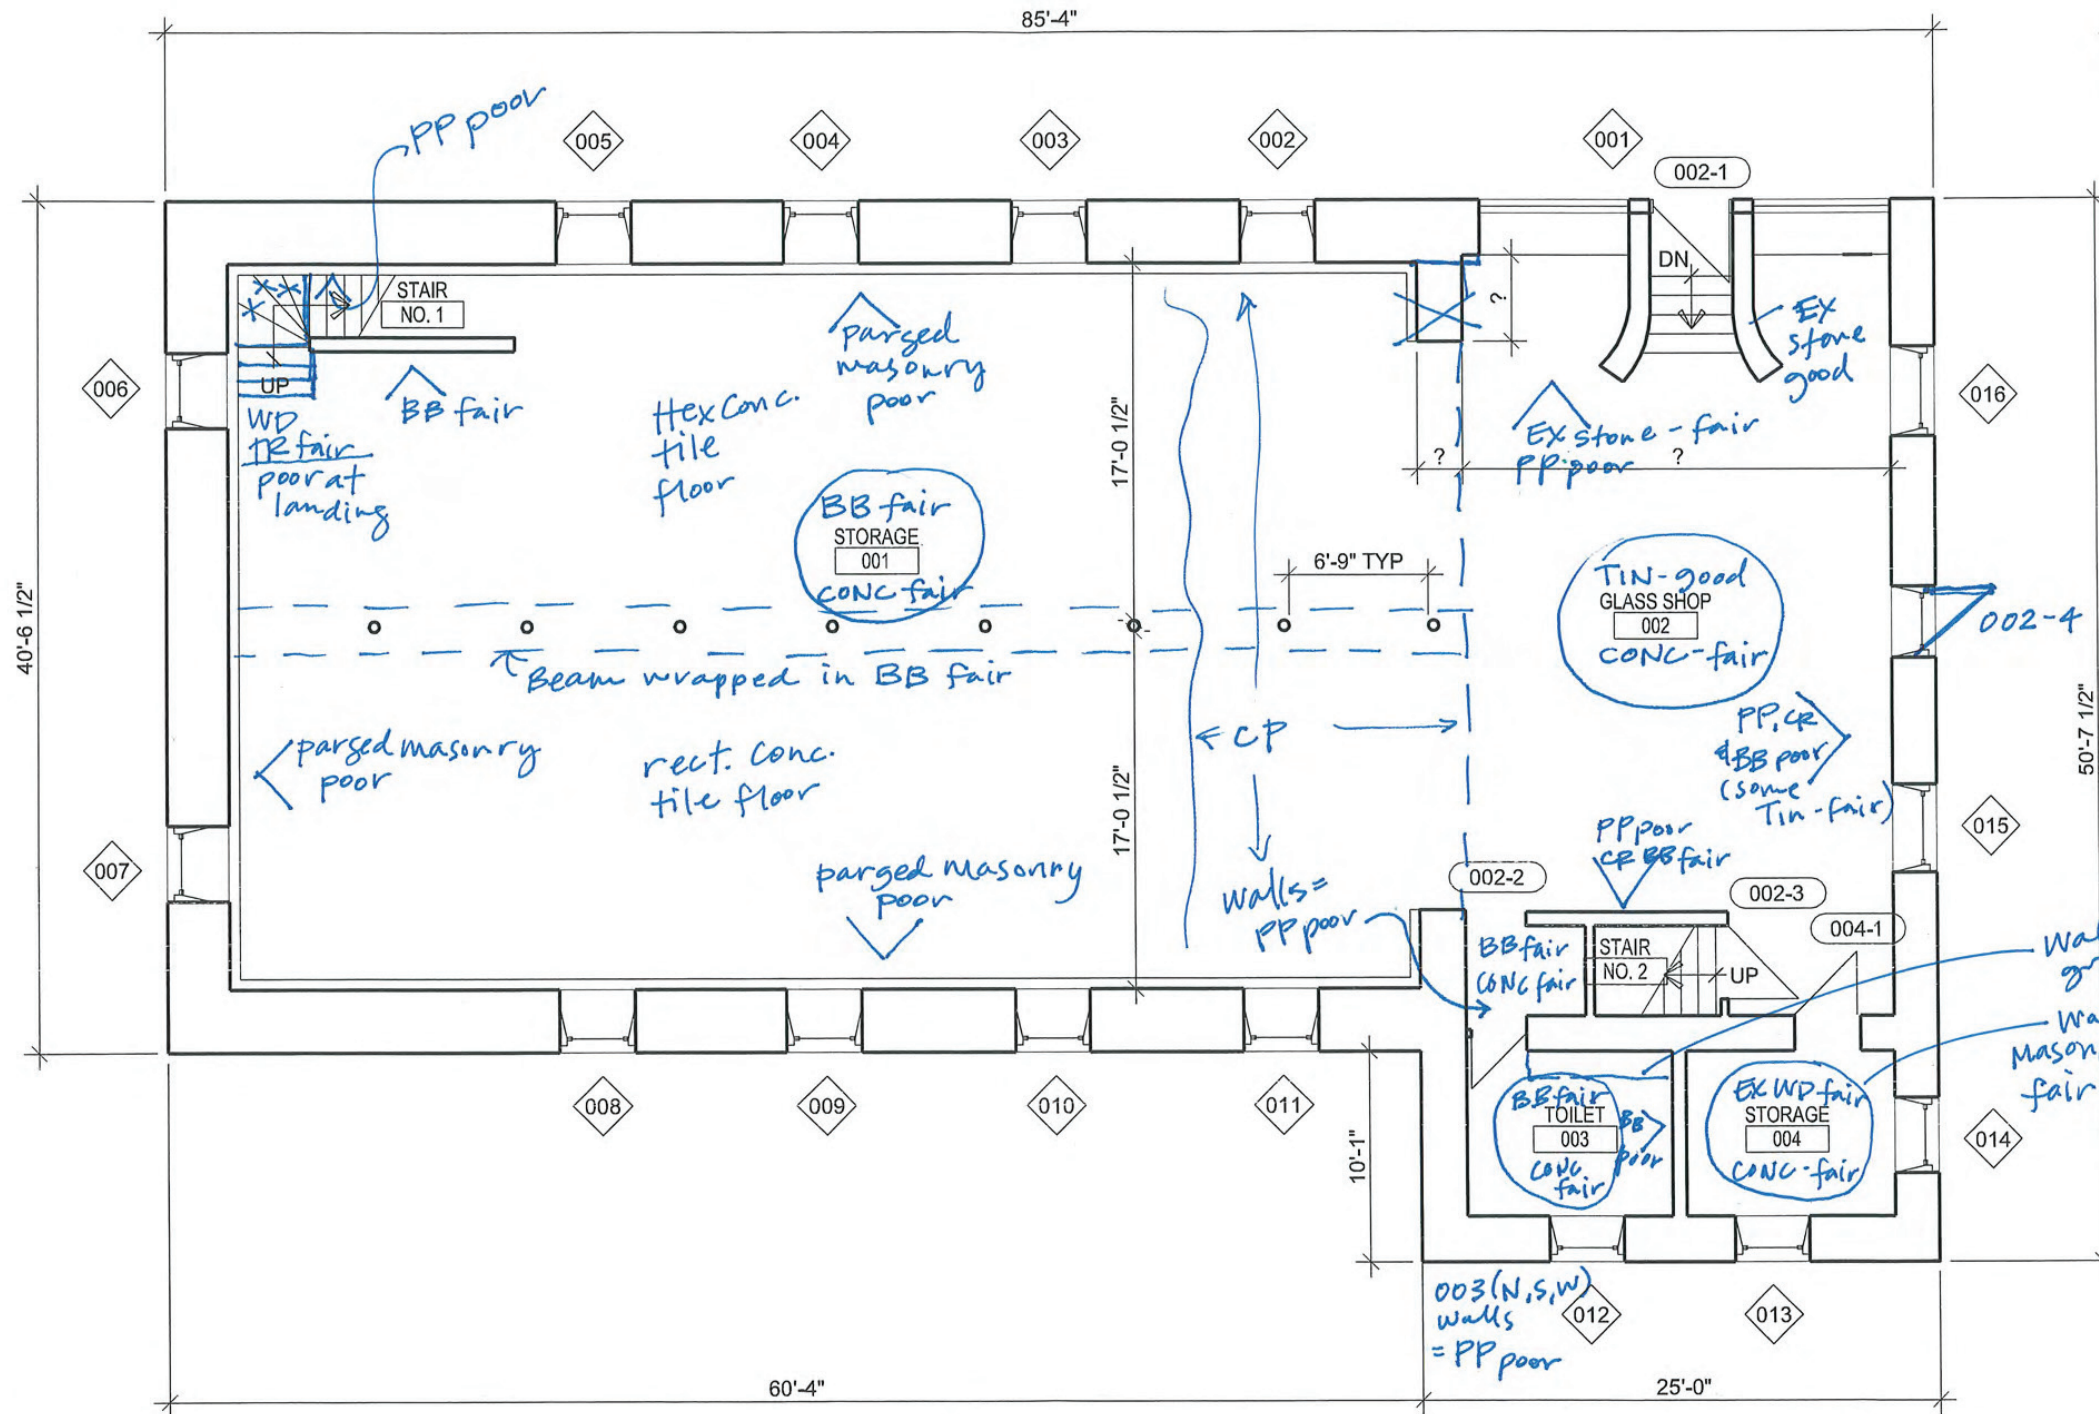 85'-4"
PP poor
005
004
003
002
001
002-1
STAIR
NO. 1
DN
UP
?
EX
stone
good
parged
masonry
poor
006
016
BB fair
WD
TR fair
poor at
landing
Hex Conc.
tile
floor
17'-0 1/2"
EX stone - fair
PP poor
?
?
BB fair
STORAGE
001
CONC fair
6'-9" TYP
TIN-good
GLASS SHOP
002
CONC-fair
002-4
40'-6 1/2"
Beam wrapped in BB fair
50'-7 1/2"
parged masonry
poor
rect. conc.
tile floor
CP
PP, CR
& BB poor
(some
Tin-fair)
17'-0 1/2"
015
007
PP poor
CR BB fair
parged masonry
poor
walls =
PP poor
002-2
002-3
004-1
BB fair
CONC fair
STAIR
NO. 2
UP
fair
008
009
010
011
BB fair
TOILET
003
CONC
fair
BB
poor
EX WD fair
STORAGE
004
CONC-fair
014
10'-1"
003 (N,S,W)
walls
= PP poor
012
013
60'-4"
25'-0"